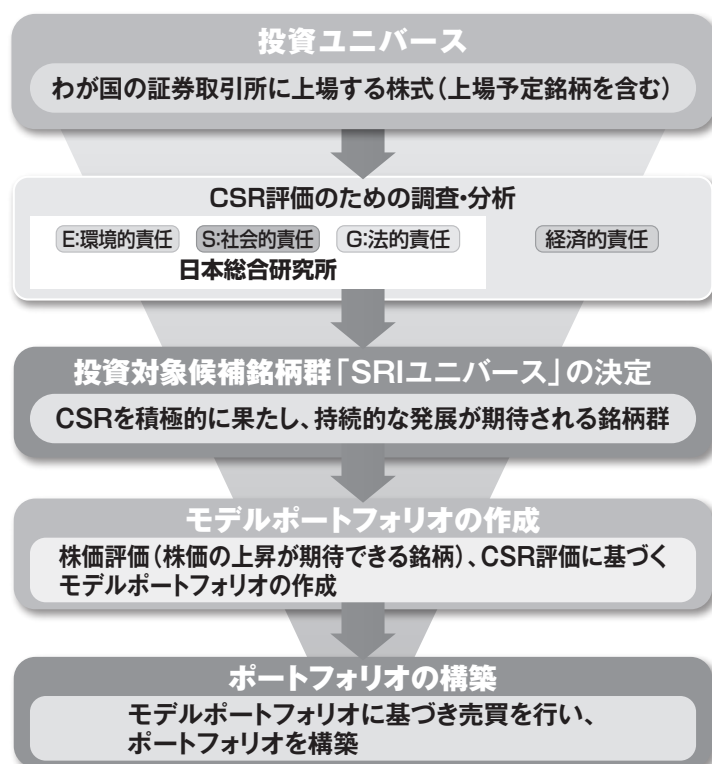 投資ユニバース
わが国の証券取引所に上場する株式(上場予定銘柄を含む)
CSR評価のための調査・分析
E:環境的責任 S:社会的責任 G:法的責任 経済的責任
日本総合研究所
投資対象候補銘柄群「SRIユニバース」の決定
CSRを積極的に果たし、持続的な発展が期待される銘柄群
モデルポートフォリオの作成
株価評価(株価の上昇が期待できる銘柄)、CSR評価に基づく
モデルポートフォリオの作成
ポートフォリオの構築
モデルポートフォリオに基づき売買を行い、
ポートフォリオを構築